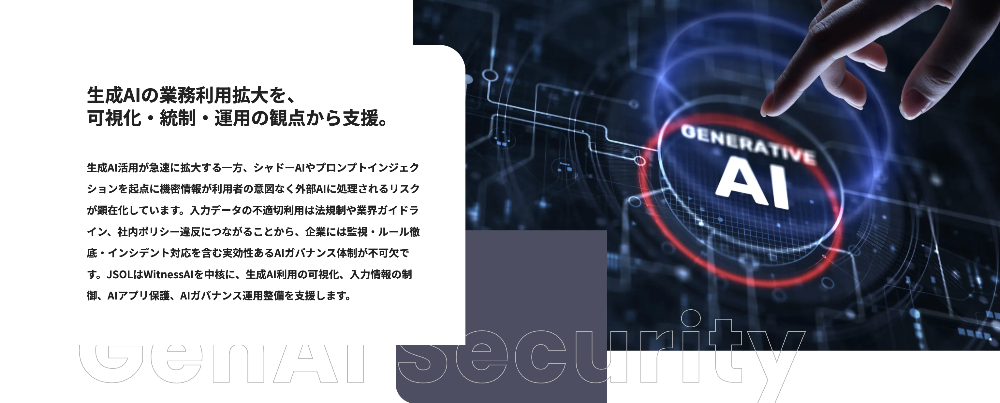 生成AIの業務利用拡大を、
可視化・統制・運用の観点から支援。
生成AI活用が急速に拡大する一方、シャドーAIやプロンプトインジェク
ションを起点に機密情報が利用者の意図なく外部AIに処理されるリスク
が顕在化しています。入力データの不適切利用は法規制や業界ガイドラ
イン、社内ポリシー違反につながることから、企業には監視・ルール徹
底・インシデント対応を含む実効性あるAIガバナンス体制が不可欠で
す。JSOLはWitnessAIを中核に、生成AI利用の可視化、入力情報の制
御、AIアプリ保護、AIガバナンス運用整備を支援します。
GENERATIVE
AI
GenAI Security